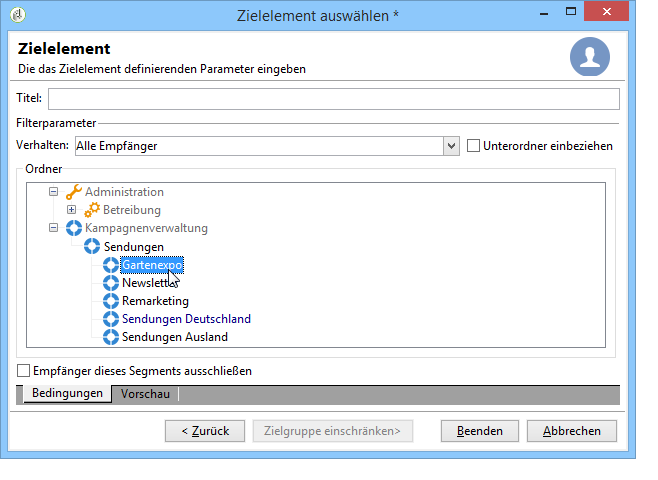 Zielelement auswählen *
Zielelement
Die das Zielelement definierenden Parameter eingeben
Titel:
Filterparameter
Verhalten: Alle Empfänger Unterordner einbeziehen
Ordner
Administration
Betreibung
Kampagnenverwaltung
Sendungen
Gartenexpo
Newsletter
Remarketing
Sendungen Deutschland
Sendungen Ausland
Empfänger dieses Segments ausschließen
Bedingungen Vorschau
< Zurück Zielgruppe einschränken> Beenden Abbrechen